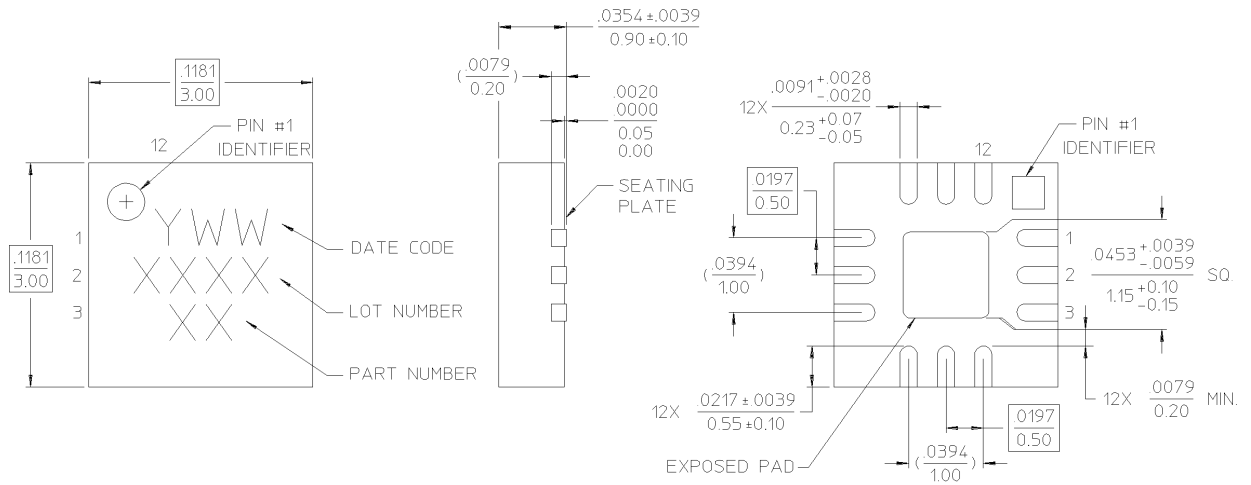 .1181
3.00
12
PIN #1
IDENTIFIER
.1181
3.00
1
2
3
YWW
XXXX
XX
DATE CODE
LOT NUMBER
PART NUMBER
.0354 ±.0039
0.90 ±0.10
(.0079)
0.20
.0020
.0000
0.05
0.00
SEATING
PLATE
12X .0091 +.0028
-.0020
0.23 +0.07
-0.05
12
PIN #1
IDENTIFIER
.0197
0.50
(.0394)
1.00
1
2
3
.0453 +.0039
-.0059
SQ.
1.15 +0.10
-0.15
12X .0217 ±.0039
0.55 ±0.10
12X .0079 MIN.
0.20
.0197
0.50
(.0394)
1.00
EXPOSED PAD